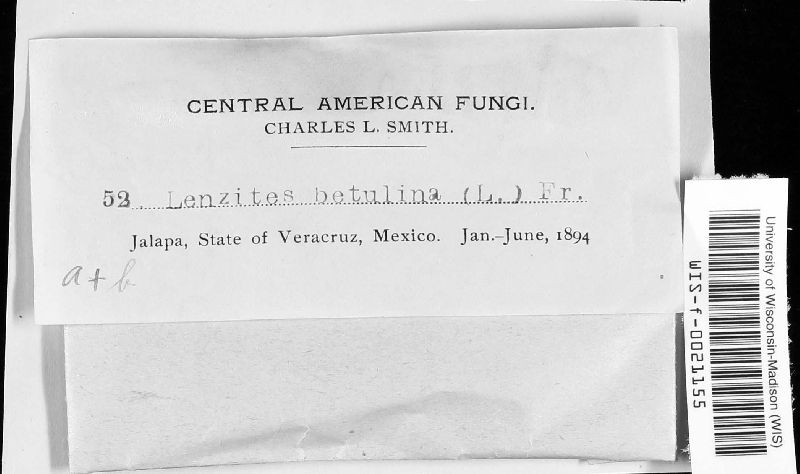 CENTRAL AMERICAN FUNGI.
CHARLES L. SMITH.
52. Lenzites betulina (L.) Fr.
Jalapa, State of Veracruz, Mexico. Jan.-June, 1894
a + b
University of Wisconsin-Madison (WIS)
WIS-f-0021155